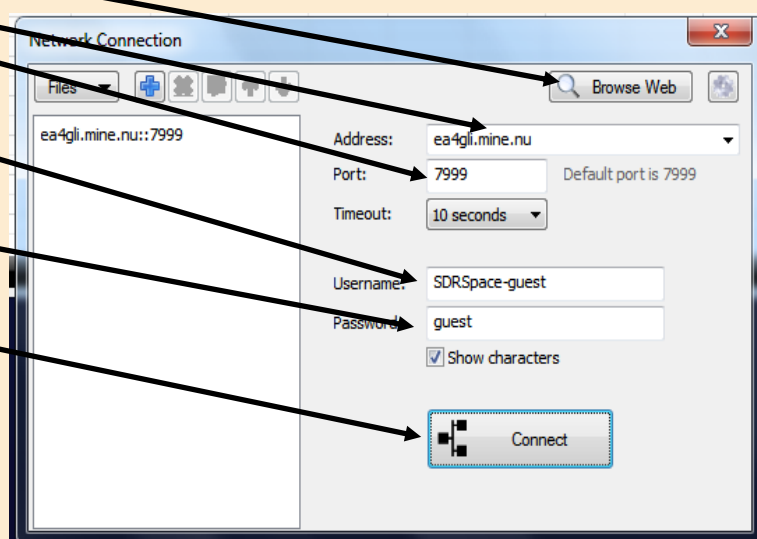 Network Connection
Files Browse Web
ea4gli.mine.nu::7999
Address: ea4gli.mine.nu
Port: 7999 Default port is 7999
Timeout: 10 seconds
Username: SDRSpace-guest
Password: guest
Show characters
Connect